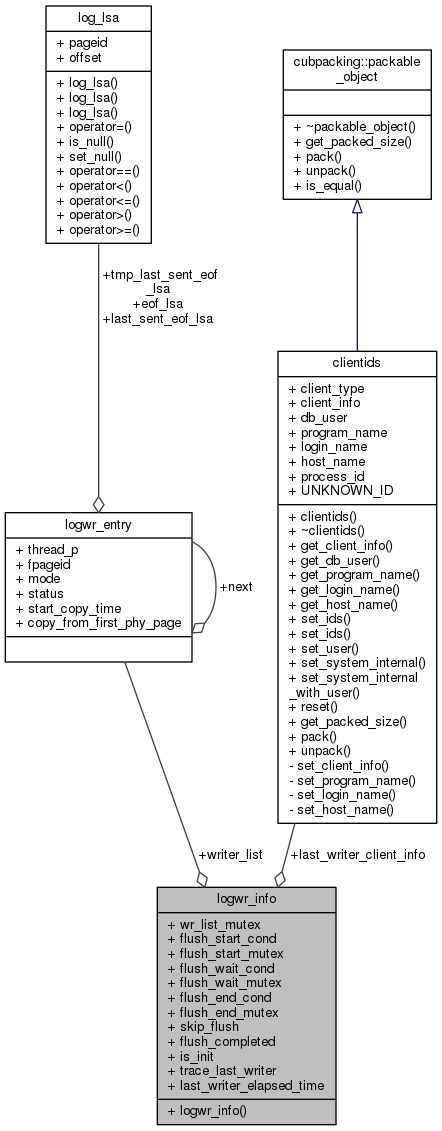 log_lsa
+ pageid
+ offset
+ log_lsa()
+ log_lsa()
+ log_lsa()
+ operator=()
+ is_null()
+ set_null()
+ operator==()
+ operator<()
+ operator<=()
+ operator>()
+ operator>=()
cubpacking::packable
_object
+ ~packable_object()
+ get_packed_size()
+ pack()
+ unpack()
+ is_equal()
+tmp_last_sent_eof
_lsa
+eof_lsa
+last_sent_eof_lsa
clientids
+ client_type
+ client_info
+ db_user
+ program_name
+ login_name
+ host_name
+ process_id
+ UNKNOWN_ID
+ clientids()
+ ~clientids()
+ get_client_info()
+ get_db_user()
+ get_program_name()
+ get_login_name()
+ get_host_name()
+ set_ids()
+ set_ids()
+ set_user()
+ set_system_internal()
+ set_system_internal
_with_user()
+ reset()
+ get_packed_size()
+ pack()
+ unpack()
- set_client_info()
- set_program_name()
- set_login_name()
- set_host_name()
logwr_entry
+ thread_p
+ fpageid
+ mode
+ status
+ start_copy_time
+ copy_from_first_phy_page
+next
+writer_list
+last_writer_client_info
logwr_info
+ wr_list_mutex
+ flush_start_cond
+ flush_start_mutex
+ flush_wait_cond
+ flush_wait_mutex
+ flush_end_cond
+ flush_end_mutex
+ skip_flush
+ flush_completed
+ is_init
+ trace_last_writer
+ last_writer_elapsed_time
+ logwr_info()